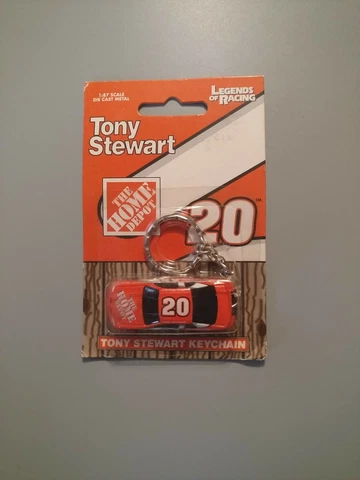 1:87 SCALE
DIE CAST METAL
LEGENDS
OF RACING
Tony
Stewart
THE
HOME
DEPOT
20
TM
THE
HOME
DEPOT
20
TONY STEWART KEYCHAIN